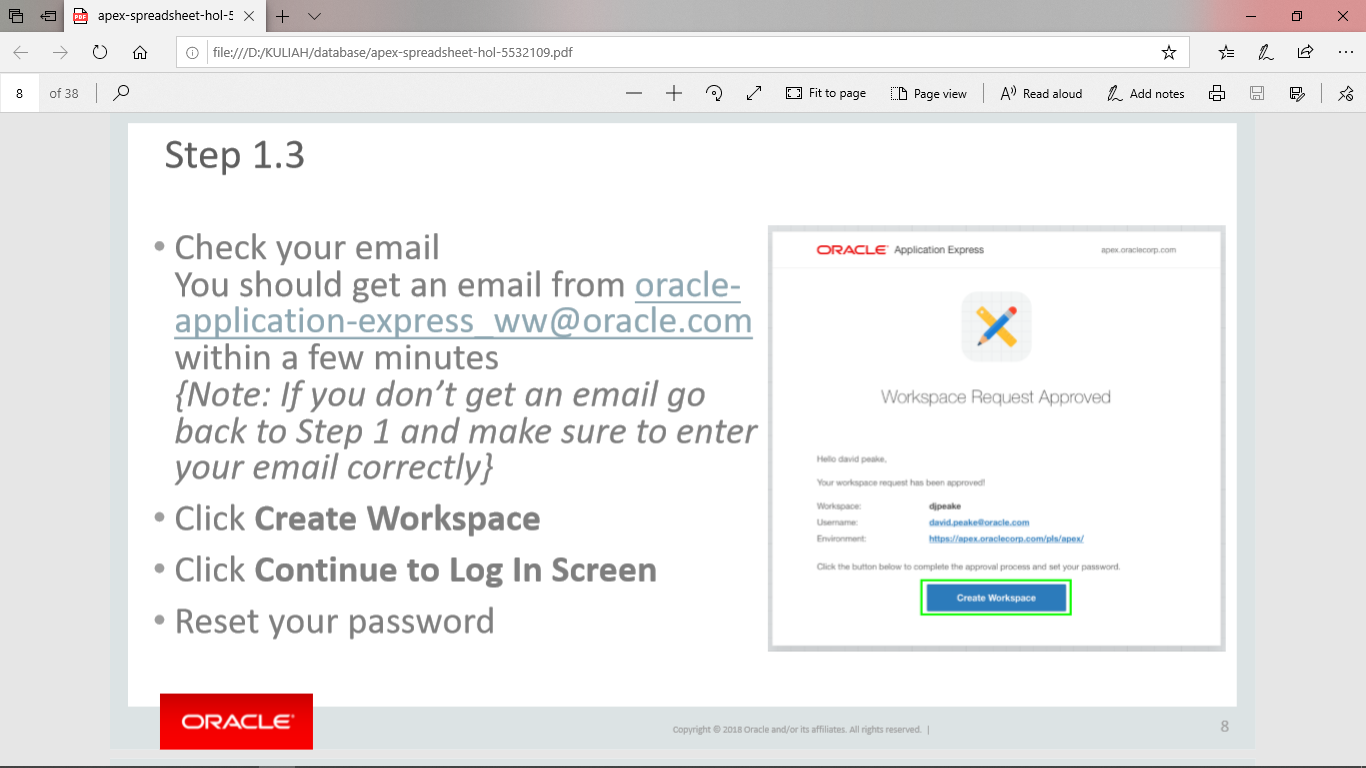 apex-spreadsheet-hol-5
file:///D:/KULIAH/database/apex-spreadsheet-hol-5532109.pdf
8 of 38 Fit to page Page view Read aloud Add notes
Step 1.3
• Check your email
You should get an email from oracle-
application-express_ww@oracle.com
within a few minutes
{Note: If you don’t get an email go
back to Step 1 and make sure to enter
your email correctly}
• Click Create Workspace
• Click Continue to Log In Screen
• Reset your password
ORACLE Application Express apex.oraclecorp.com
Workspace Request Approved
Hello david peake,
Your workspace request has been approved!
Workspace: djpeake
Username: david.peake@oracle.com
Environment: https://apex.oraclecorp.com/pls/apex/
Click the button below to complete the approval process and set your password.
Create Workspace
ORACLE
Copyright © 2018 Oracle and/or its affiliates. All rights reserved. |
8